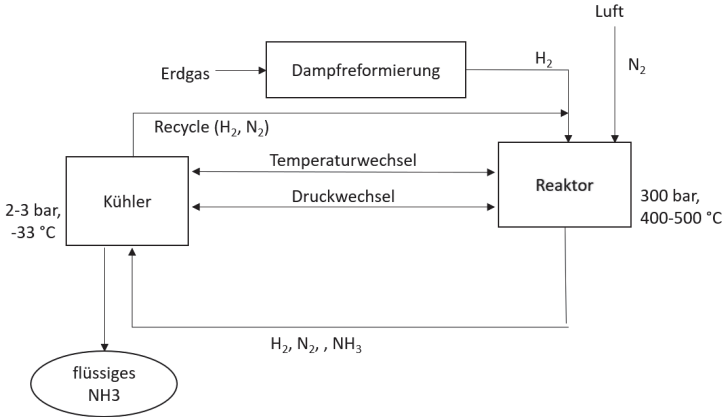 Luft
Erdgas
Dampfreformierung
H₂
N₂
Recycle (H₂, N₂)
Temperaturwechsel
Druckwechsel
Kühler
Reaktor
2-3 bar,
-33 °C
300 bar,
400-500 °C
H₂, N₂, , NH₃
flüssiges
NH3